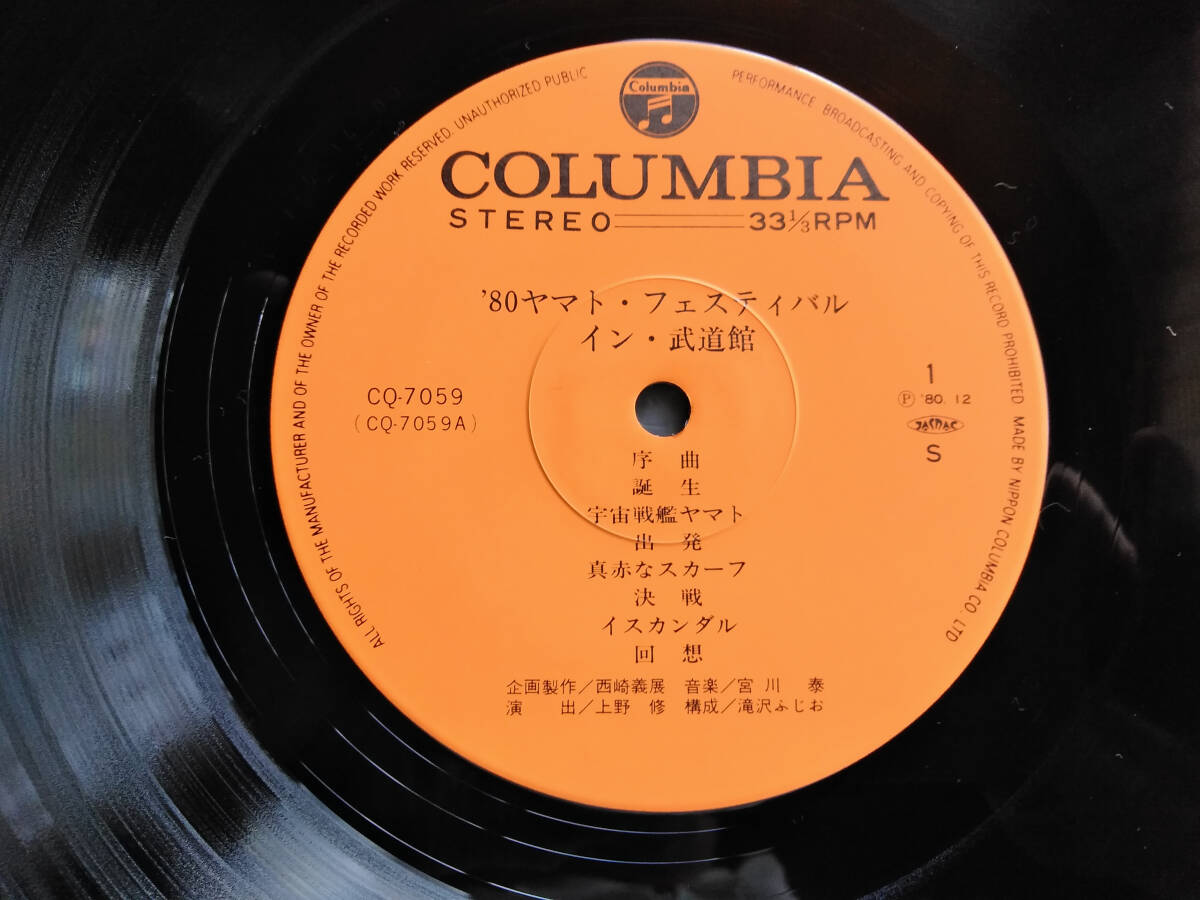 Columbia
COLUMBIA
STEREO 33⅓RPM
'80ヤマト・フェスティバル
イン・武道館
CQ-7059
(CQ-7059A)
1
Ⓟ '80. 12
JASRAC
S
序 曲
誕 生
宇宙戦艦ヤマト
出 発
真赤なスカーフ
決 戦
イスカンダル
回 想
企画製作/西崎義展 音楽/宮川 泰
演 出/上野 修 構成/滝沢ふじお
ALL RIGHTS OF THE MANUFACTURER AND OF THE OWNER OF THE RECORDED WORK RESERVED. UNAUTHORIZED PUBLIC PERFORMANCE. BROADCASTING AND COPYING OF THIS RECORD PROHIBITED MADE BY NIPPON COLUMBIA CO. LTD